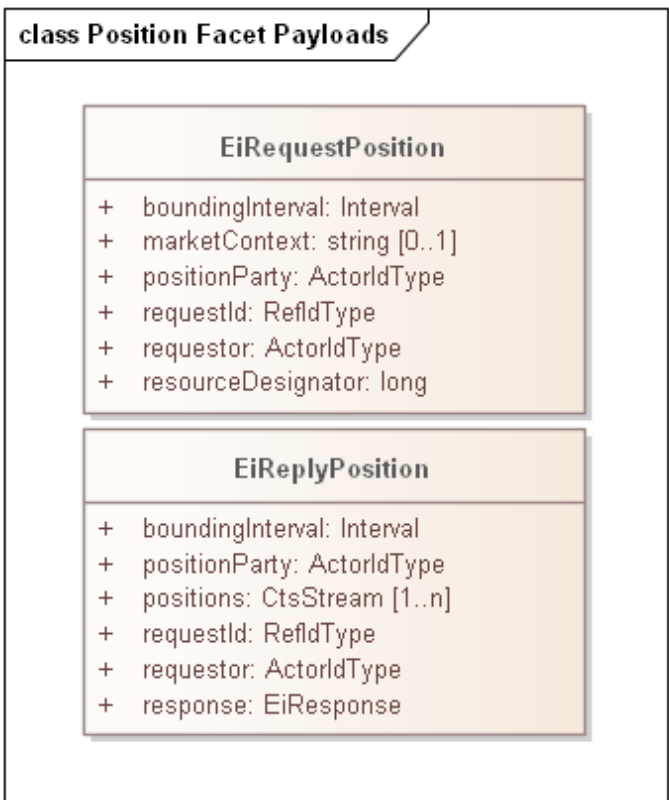 class Position Facet Payloads
EiRequestPosition
+ boundingInterval: Interval
+ marketContext: string [0..1]
+ positionParty: ActorIdType
+ requestId: RefIdType
+ requestor: ActorIdType
+ resourceDesignator: long
EiReplyPosition
+ boundingInterval: Interval
+ positionParty: ActorIdType
+ positions: CtsStream [1..n]
+ requestId: RefIdType
+ requestor: ActorIdType
+ response: EiResponse